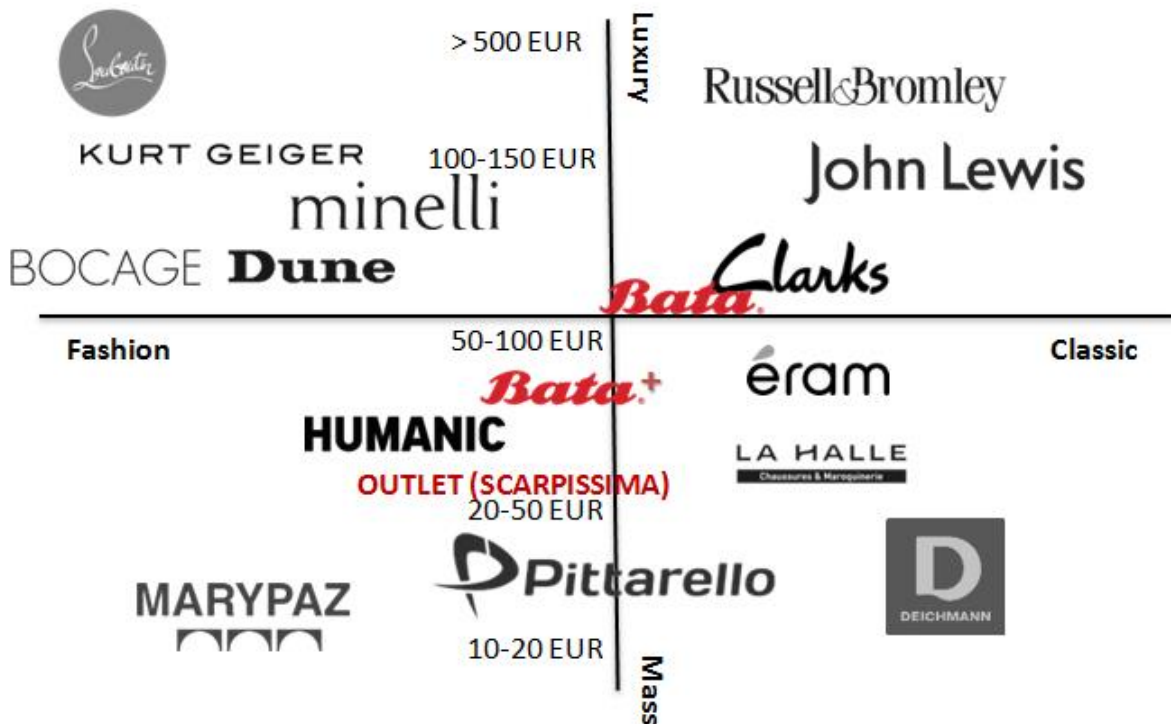 Louboutin
> 500 EUR
Luxury
Russell&Bromley
KURT GEIGER
100-150 EUR
John Lewis
minelli
BOCAGE
Dune
Clarks
Bata.
Fashion
50-100 EUR
Classic
éram
Bata.+
HUMANIC
LA HALLE
Chaussures & Maroquinerie
OUTLET (SCARPISSIMA)
20-50 EUR
Pittarello
D
DEICHMANN
MARYPAZ
10-20 EUR
Mass